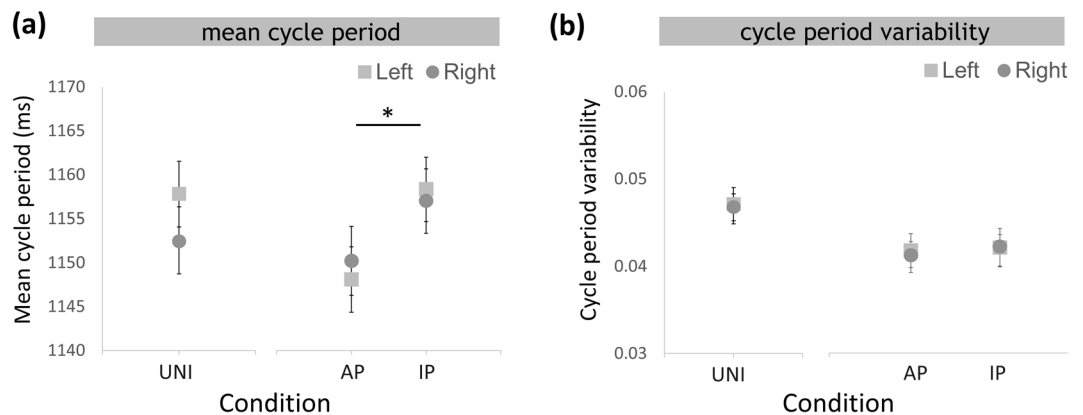 (a)
mean cycle period
Left Right
Mean cycle period (ms)
1170
1165
1160
1155
1150
1145
1140
*
UNI AP IP
Condition
(b)
cycle period variability
Left Right
Cycle period variability
0.06
0.05
0.04
0.03
UNI AP IP
Condition